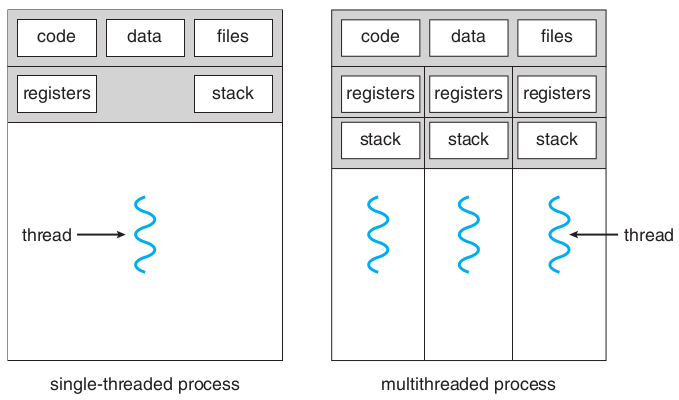 code data files
registers stack
thread
single-threaded process
code data files
registers registers registers
stack stack stack
thread
multithreaded process